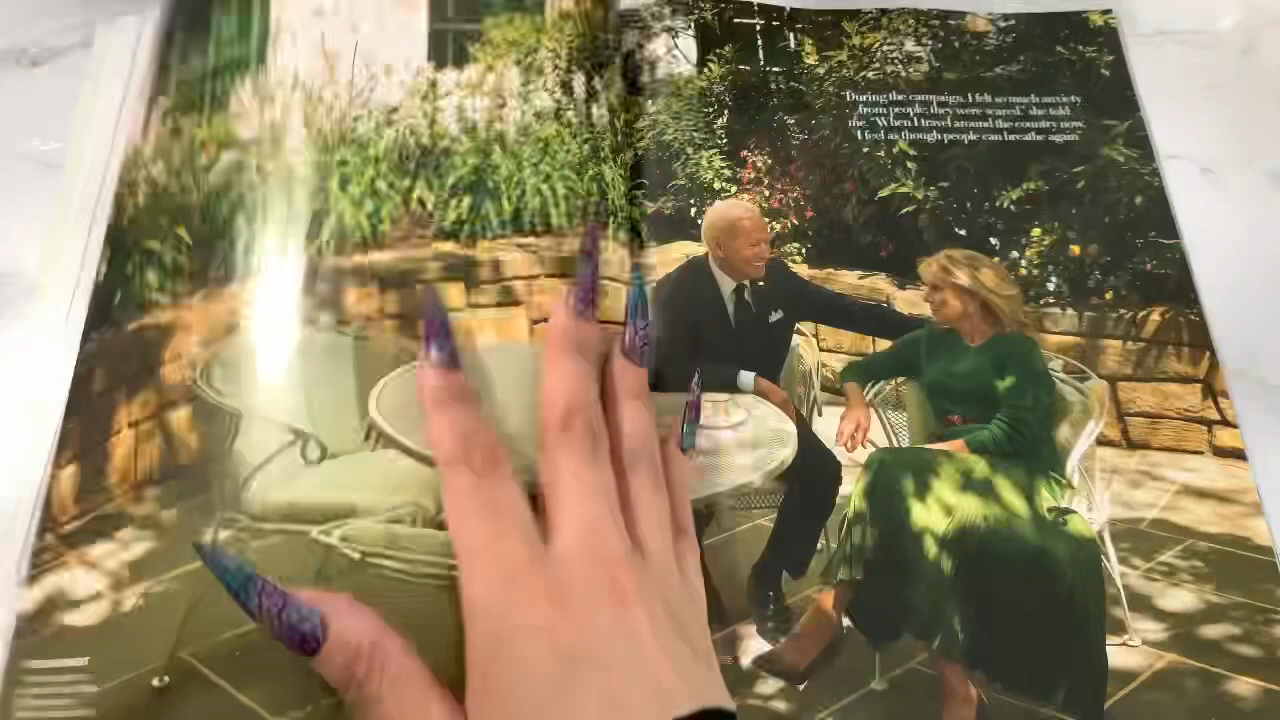 "During the campaign, I felt so much anxiety
from people; they were scared," she told
me. "When I travel around the country now,
I feel as though people can breathe again.